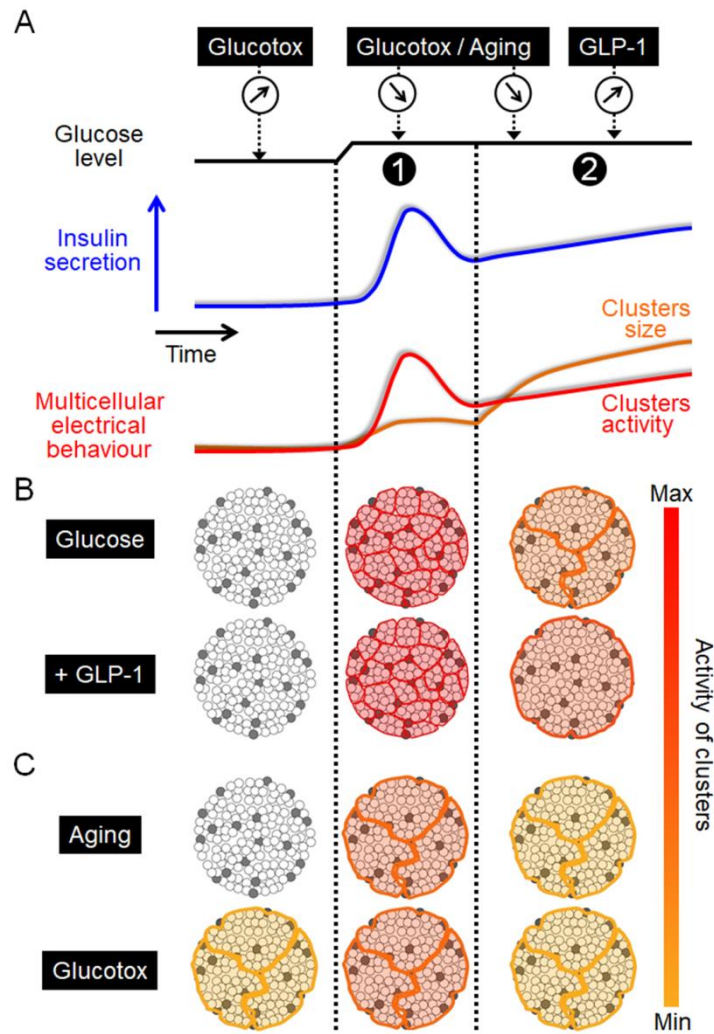 A
Glucotox
Glucotox / Aging
GLP-1
Glucose
level
1
2
Insulin
secretion
Time
Clusters
size
Multicellular
electrical
behaviour
Clusters
activity
B
Max
Glucose
+ GLP-1
Activity of clusters
C
Aging
Glucotox
Min